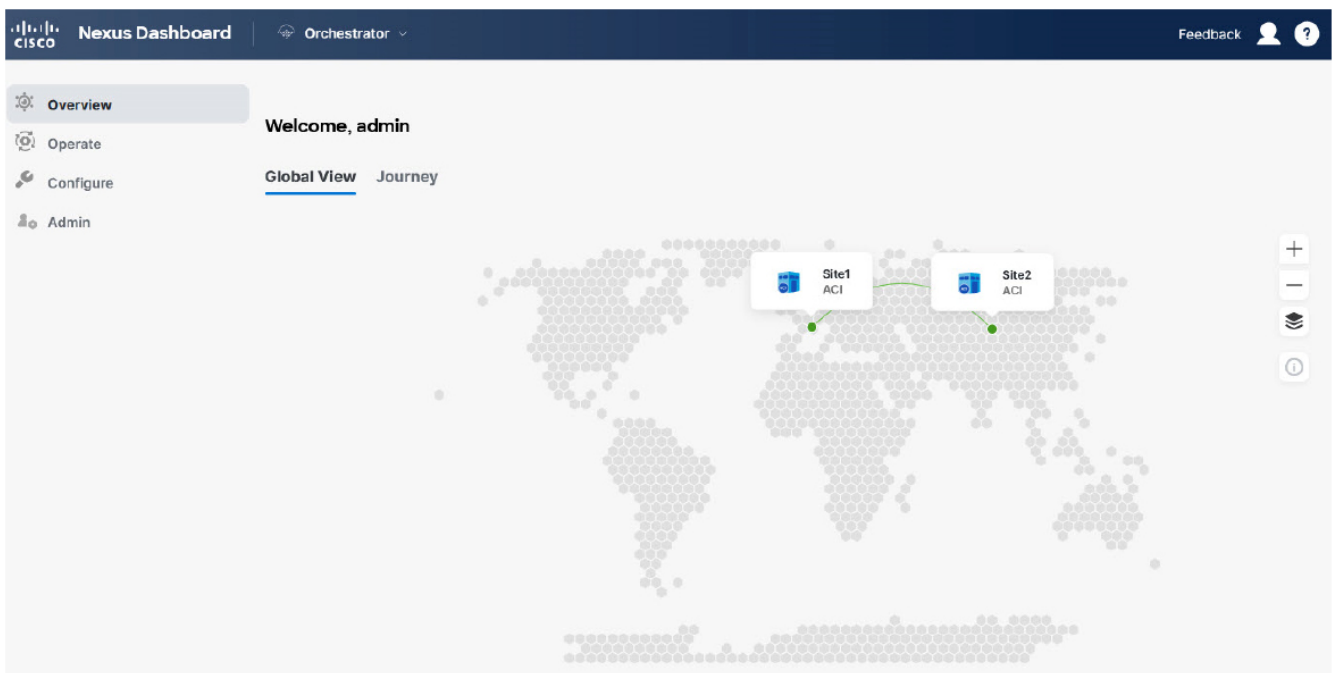 CISCO Nexus Dashboard Orchestrator Feedback ?
Overview
Operate
Configure
Admin
Welcome, admin
Global View Journey
Site1
ACI
Site2
ACI